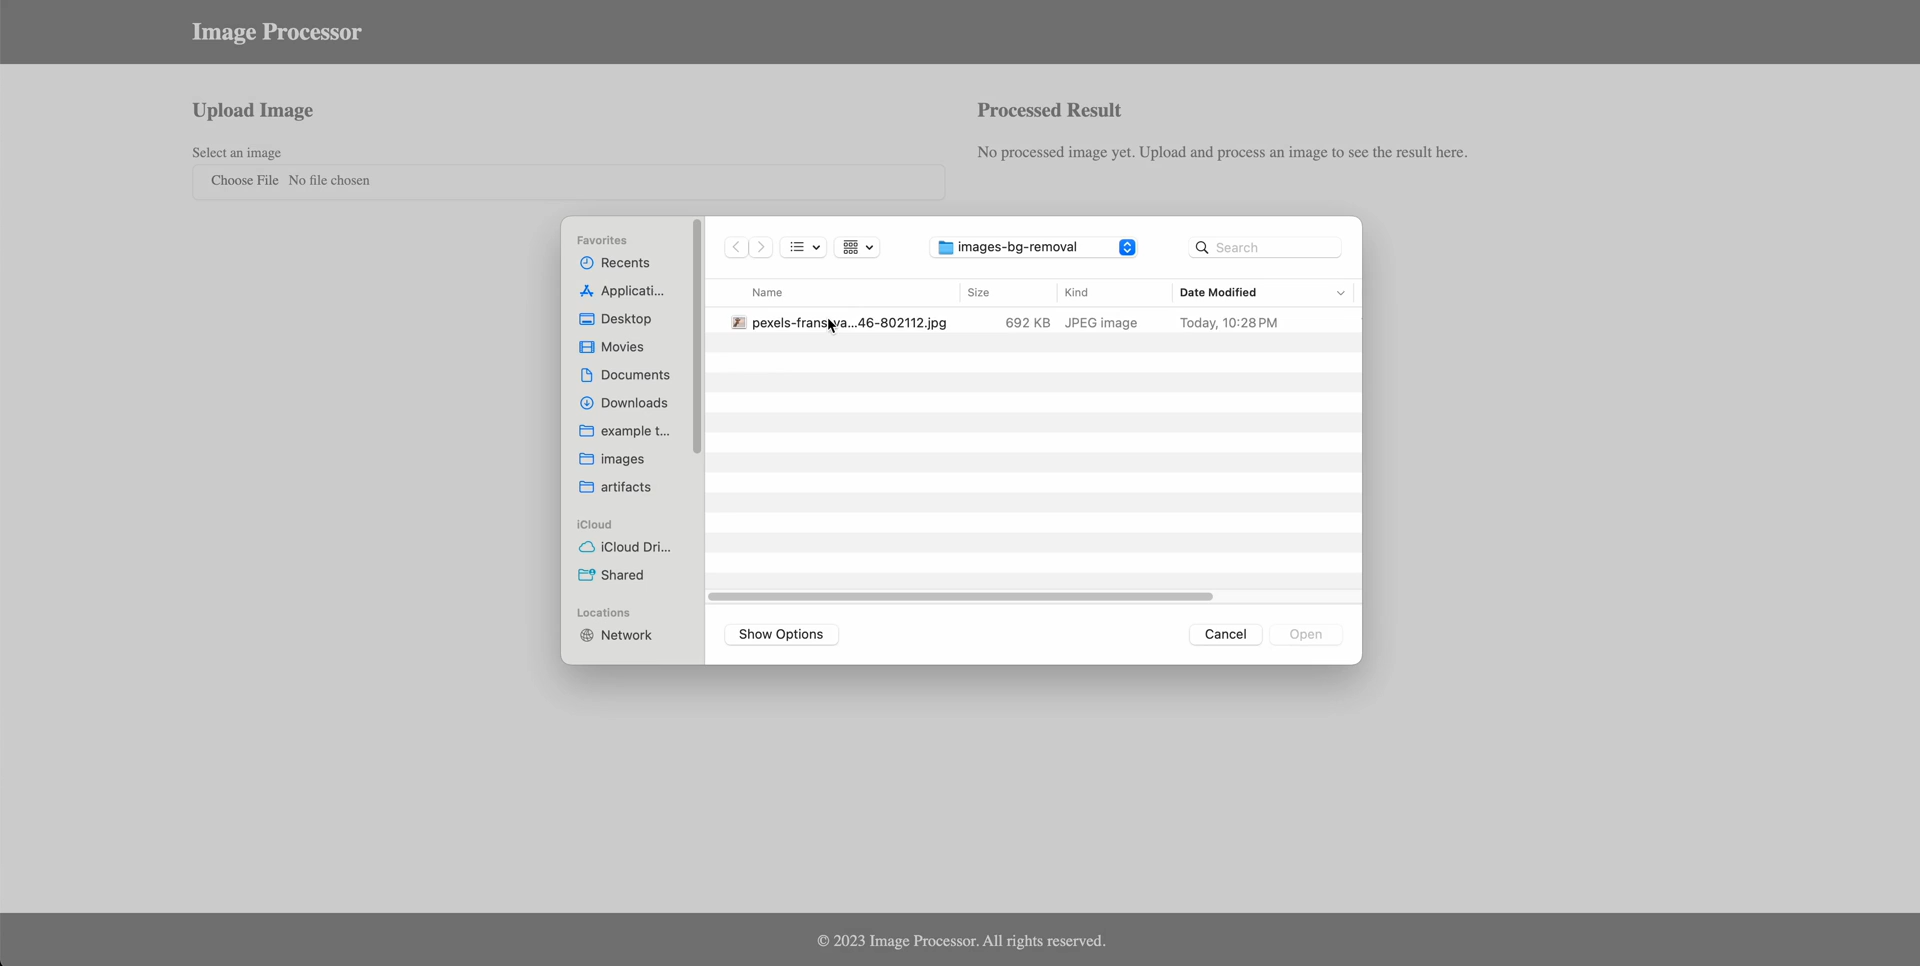 Image Processor
Upload Image
Select an image
Choose File No file chosen
Processed Result
No processed image yet. Upload and process an image to see the result here.
Favorites
Recents
Applicati...
Desktop
Movies
Documents
Downloads
example t...
images
artifacts
iCloud
iCloud Dri...
Shared
Locations
Network
images-bg-removal
Search
Name Size Kind Date Modified
pexels-frans-va...46-802112.jpg 692 KB JPEG image Today, 10:28 PM
Show Options
Cancel Open
© 2023 Image Processor. All rights reserved.